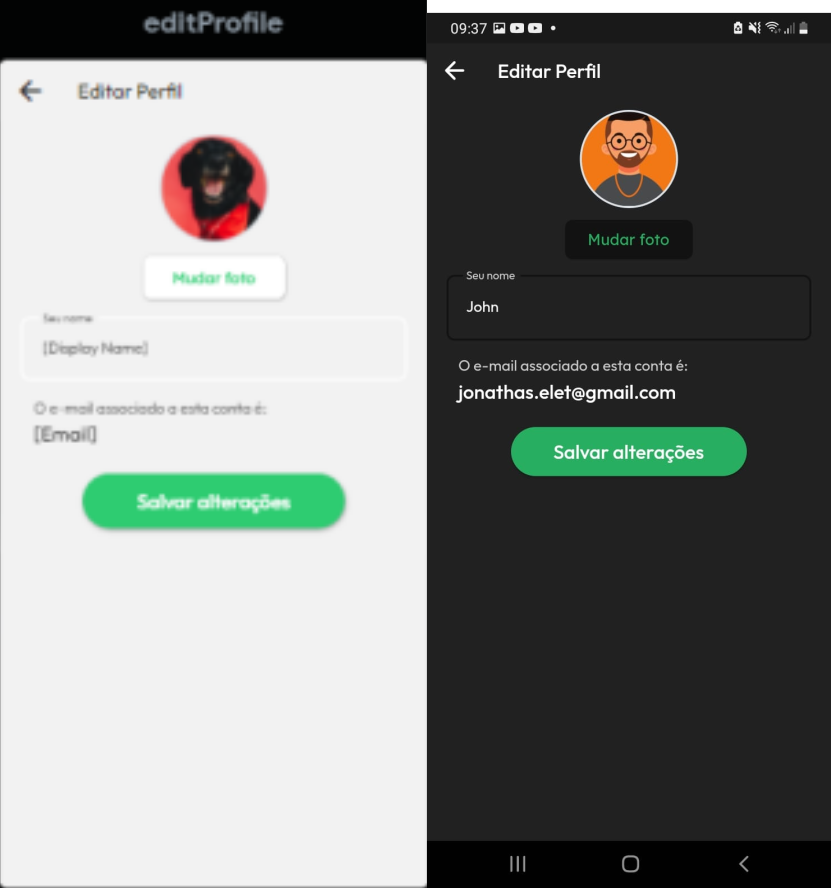 editProfile
Editar Perfil
Mudar foto
Seu nome
[Display Name]
O e-mail associado a esta conta é:
[Email]
Salvar alterações
09:37
Editar Perfil
Mudar foto
Seu nome
John
O e-mail associado a esta conta é:
jonathas.elet@gmail.com
Salvar alterações